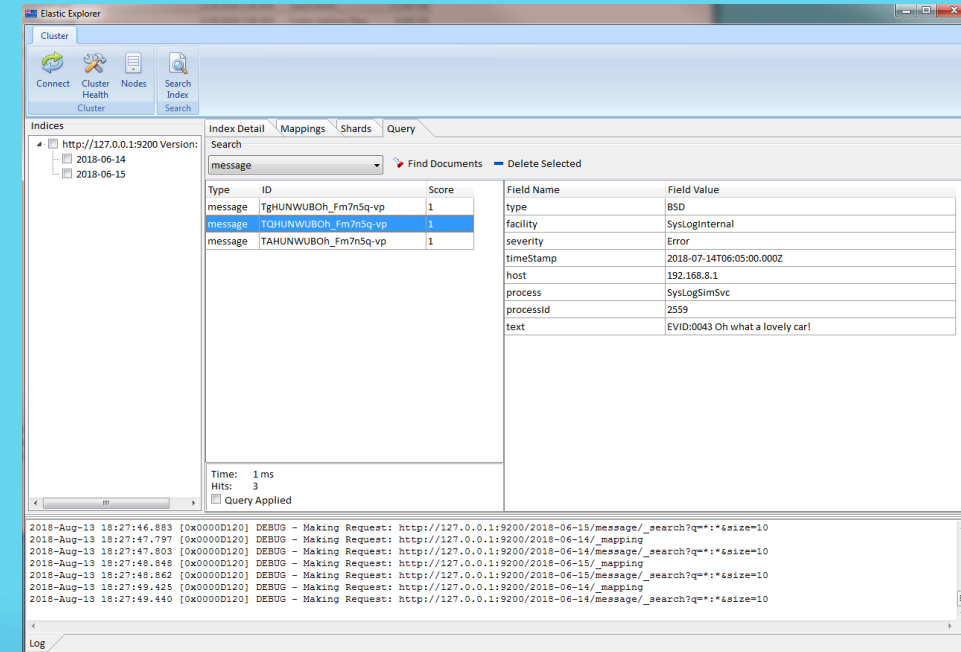 Elastic Explorer
Cluster
Connect
Cluster Health
Nodes
Search Index
Cluster
Search
Indices
http://127.0.0.1:9200 Version:
2018-06-14
2018-06-15
Index Detail Mappings Shards Query
Search
message Find Documents Delete Selected
Type ID Score
message TgHUNWUBOh_Fm7n5q-vp 1
message TQHUNWUBOh_Fm7n5q-vp 1
message TAHUNWUBOh_Fm7n5q-vp 1
Time: 1 ms
Hits: 3
Query Applied
Field Name Field Value
type BSD
facility SysLogInternal
severity Error
timeStamp 2018-07-14T06:05:00.000Z
host 192.168.8.1
process SysLogSimSvc
processId 2559
text EVID:0043 Oh what a lovely car!
2018-Aug-13 18:27:46.883 [0x0000D120] DEBUG - Making Request: http://127.0.0.1:9200/2018-06-15/message/_search?q=*:*&size=10
2018-Aug-13 18:27:47.797 [0x0000D120] DEBUG - Making Request: http://127.0.0.1:9200/2018-06-14/_mapping
2018-Aug-13 18:27:47.803 [0x0000D120] DEBUG - Making Request: http://127.0.0.1:9200/2018-06-14/message/_search?q=*:*&size=10
2018-Aug-13 18:27:48.848 [0x0000D120] DEBUG - Making Request: http://127.0.0.1:9200/2018-06-15/_mapping
2018-Aug-13 18:27:48.862 [0x0000D120] DEBUG - Making Request: http://127.0.0.1:9200/2018-06-15/message/_search?q=*:*&size=10
2018-Aug-13 18:27:49.425 [0x0000D120] DEBUG - Making Request: http://127.0.0.1:9200/2018-06-14/_mapping
2018-Aug-13 18:27:49.440 [0x0000D120] DEBUG - Making Request: http://127.0.0.1:9200/2018-06-14/message/_search?q=*:*&size=10
Log